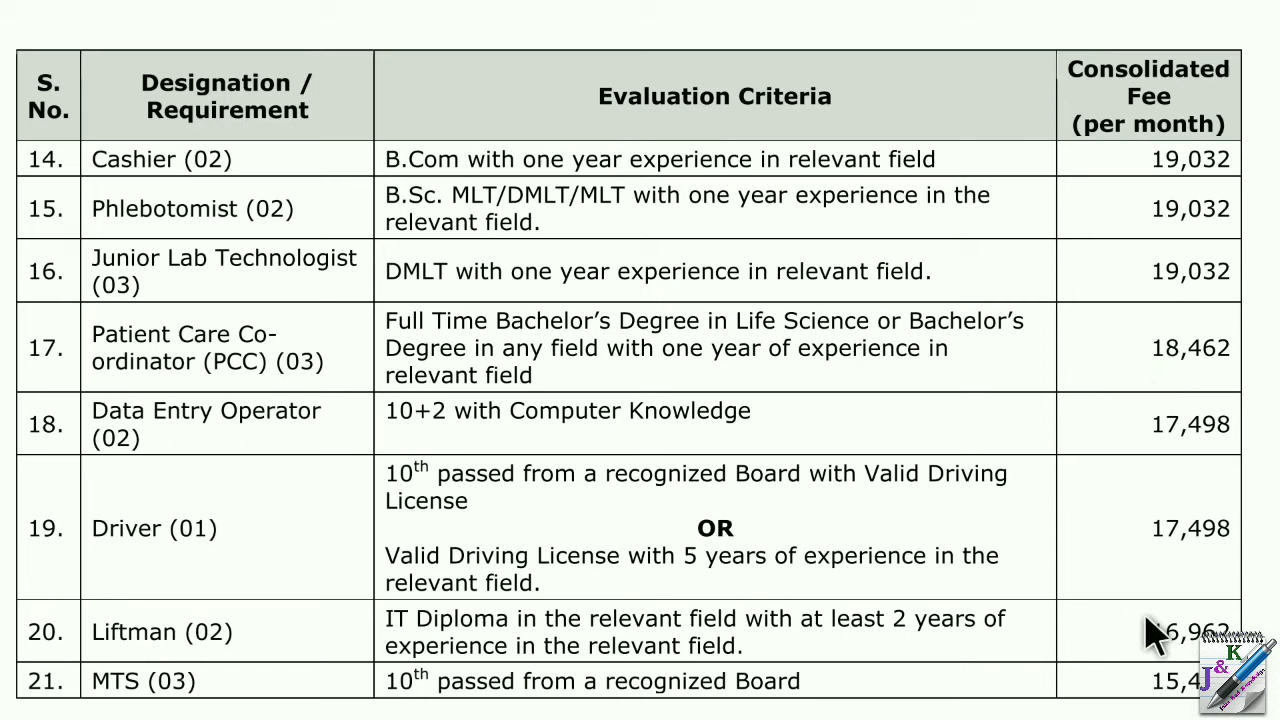 S. No.
Designation / Requirement
Evaluation Criteria
Consolidated Fee (per month)
14.
Cashier (02)
B.Com with one year experience in relevant field
19,032
15.
Phlebotomist (02)
B.Sc. MLT/DMLT/MLT with one year experience in the
relevant field.
19,032
16.
Junior Lab Technologist
(03)
DMLT with one year experience in relevant field.
19,032
17.
Patient Care Co-
ordinator (PCC) (03)
Full Time Bachelor’s Degree in Life Science or Bachelor’s
Degree in any field with one year of experience in
relevant field
18,462
18.
Data Entry Operator
(02)
10+2 with Computer Knowledge
17,498
19.
Driver (01)
10th passed from a recognized Board with Valid Driving
License
OR
Valid Driving License with 5 years of experience in the
relevant field.
17,498
20.
Liftman (02)
IT Diploma in the relevant field with at least 2 years of
experience in the relevant field.
21.
MTS (03)
10th passed from a recognized Board
J&K